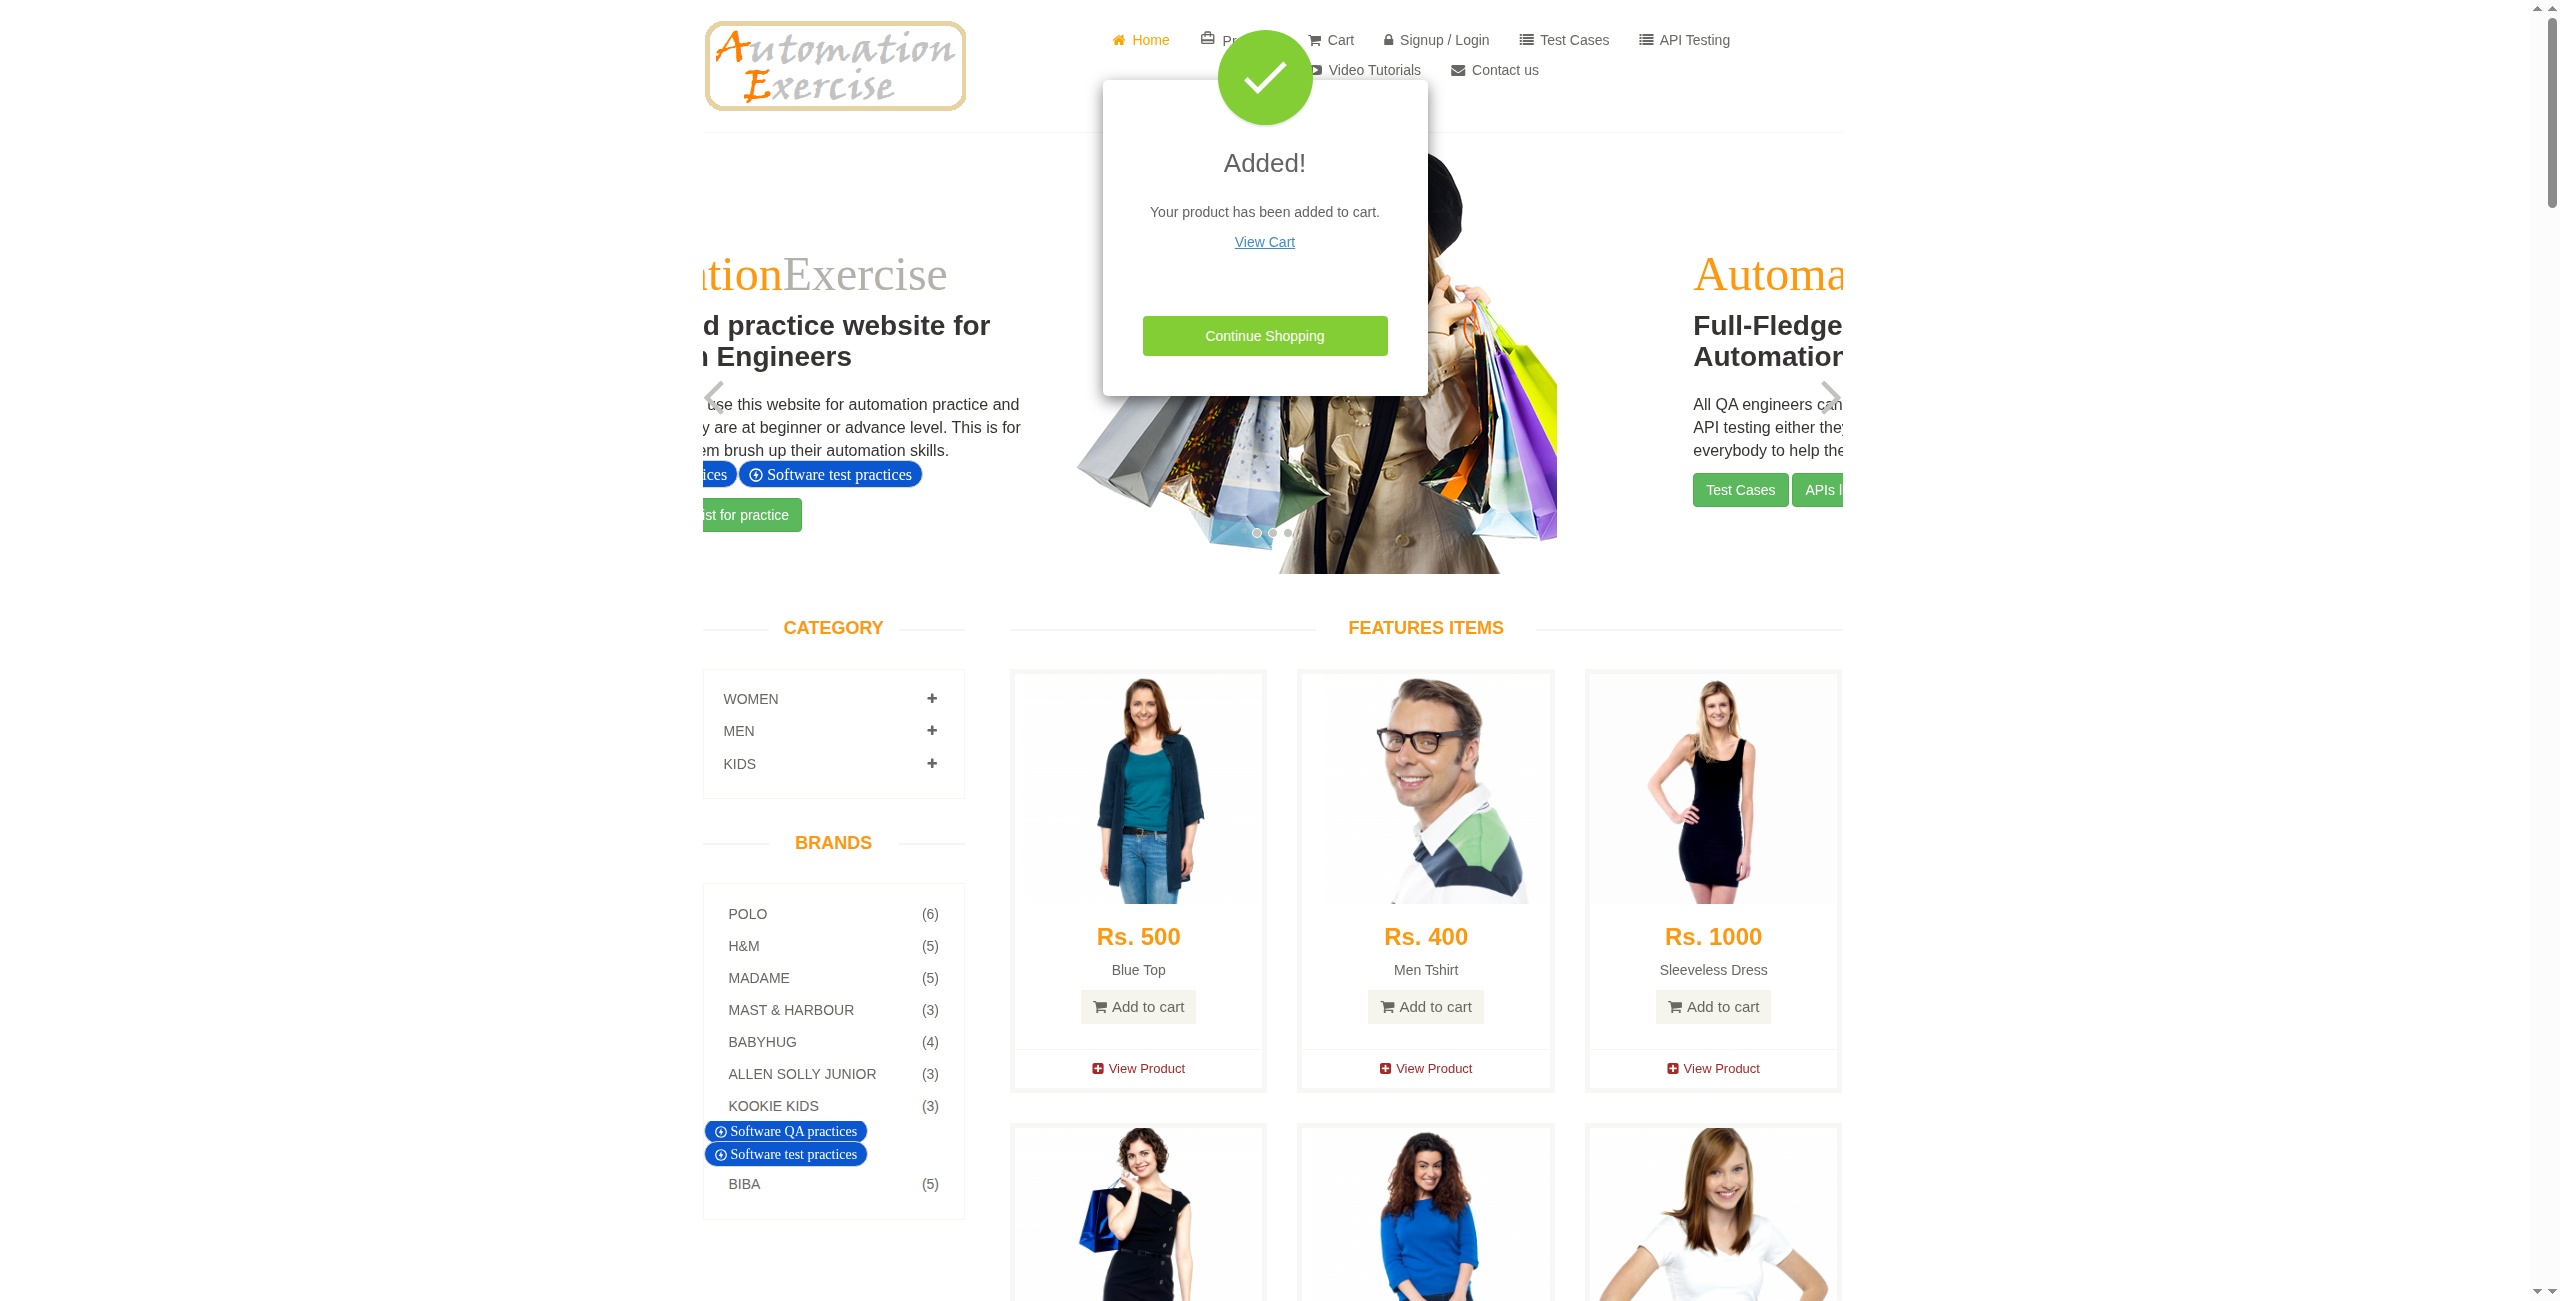 Automation
Exercise
Home
Cart
Signup / Login
Test Cases
API Testing
Video Tutorials
Contact us
Added!
Your product has been added to cart.
View Cart
Continue Shopping
tionExercise
d practice website for
Engineers
use this website for automation practice and
y are at beginner or advance level. This is for
em brush up their automation skills.
ices
Software test practices
ist for practice
Automa
Full-Fledge
Automation
All QA engineers can
API testing either they
everybody to help the
Test Cases
APIs l
CATEGORY
WOMEN
MEN
KIDS
BRANDS
POLO (6)
H&M (5)
MADAME (5)
MAST & HARBOUR (3)
BABYHUG (4)
ALLEN SOLLY JUNIOR (3)
KOOKIE KIDS (3)
Software QA practices
Software test practices
BIBA (5)
FEATURES ITEMS
Rs. 500
Blue Top
Add to cart
View Product
Rs. 400
Men Tshirt
Add to cart
View Product
Rs. 1000
Sleeveless Dress
Add to cart
View Product